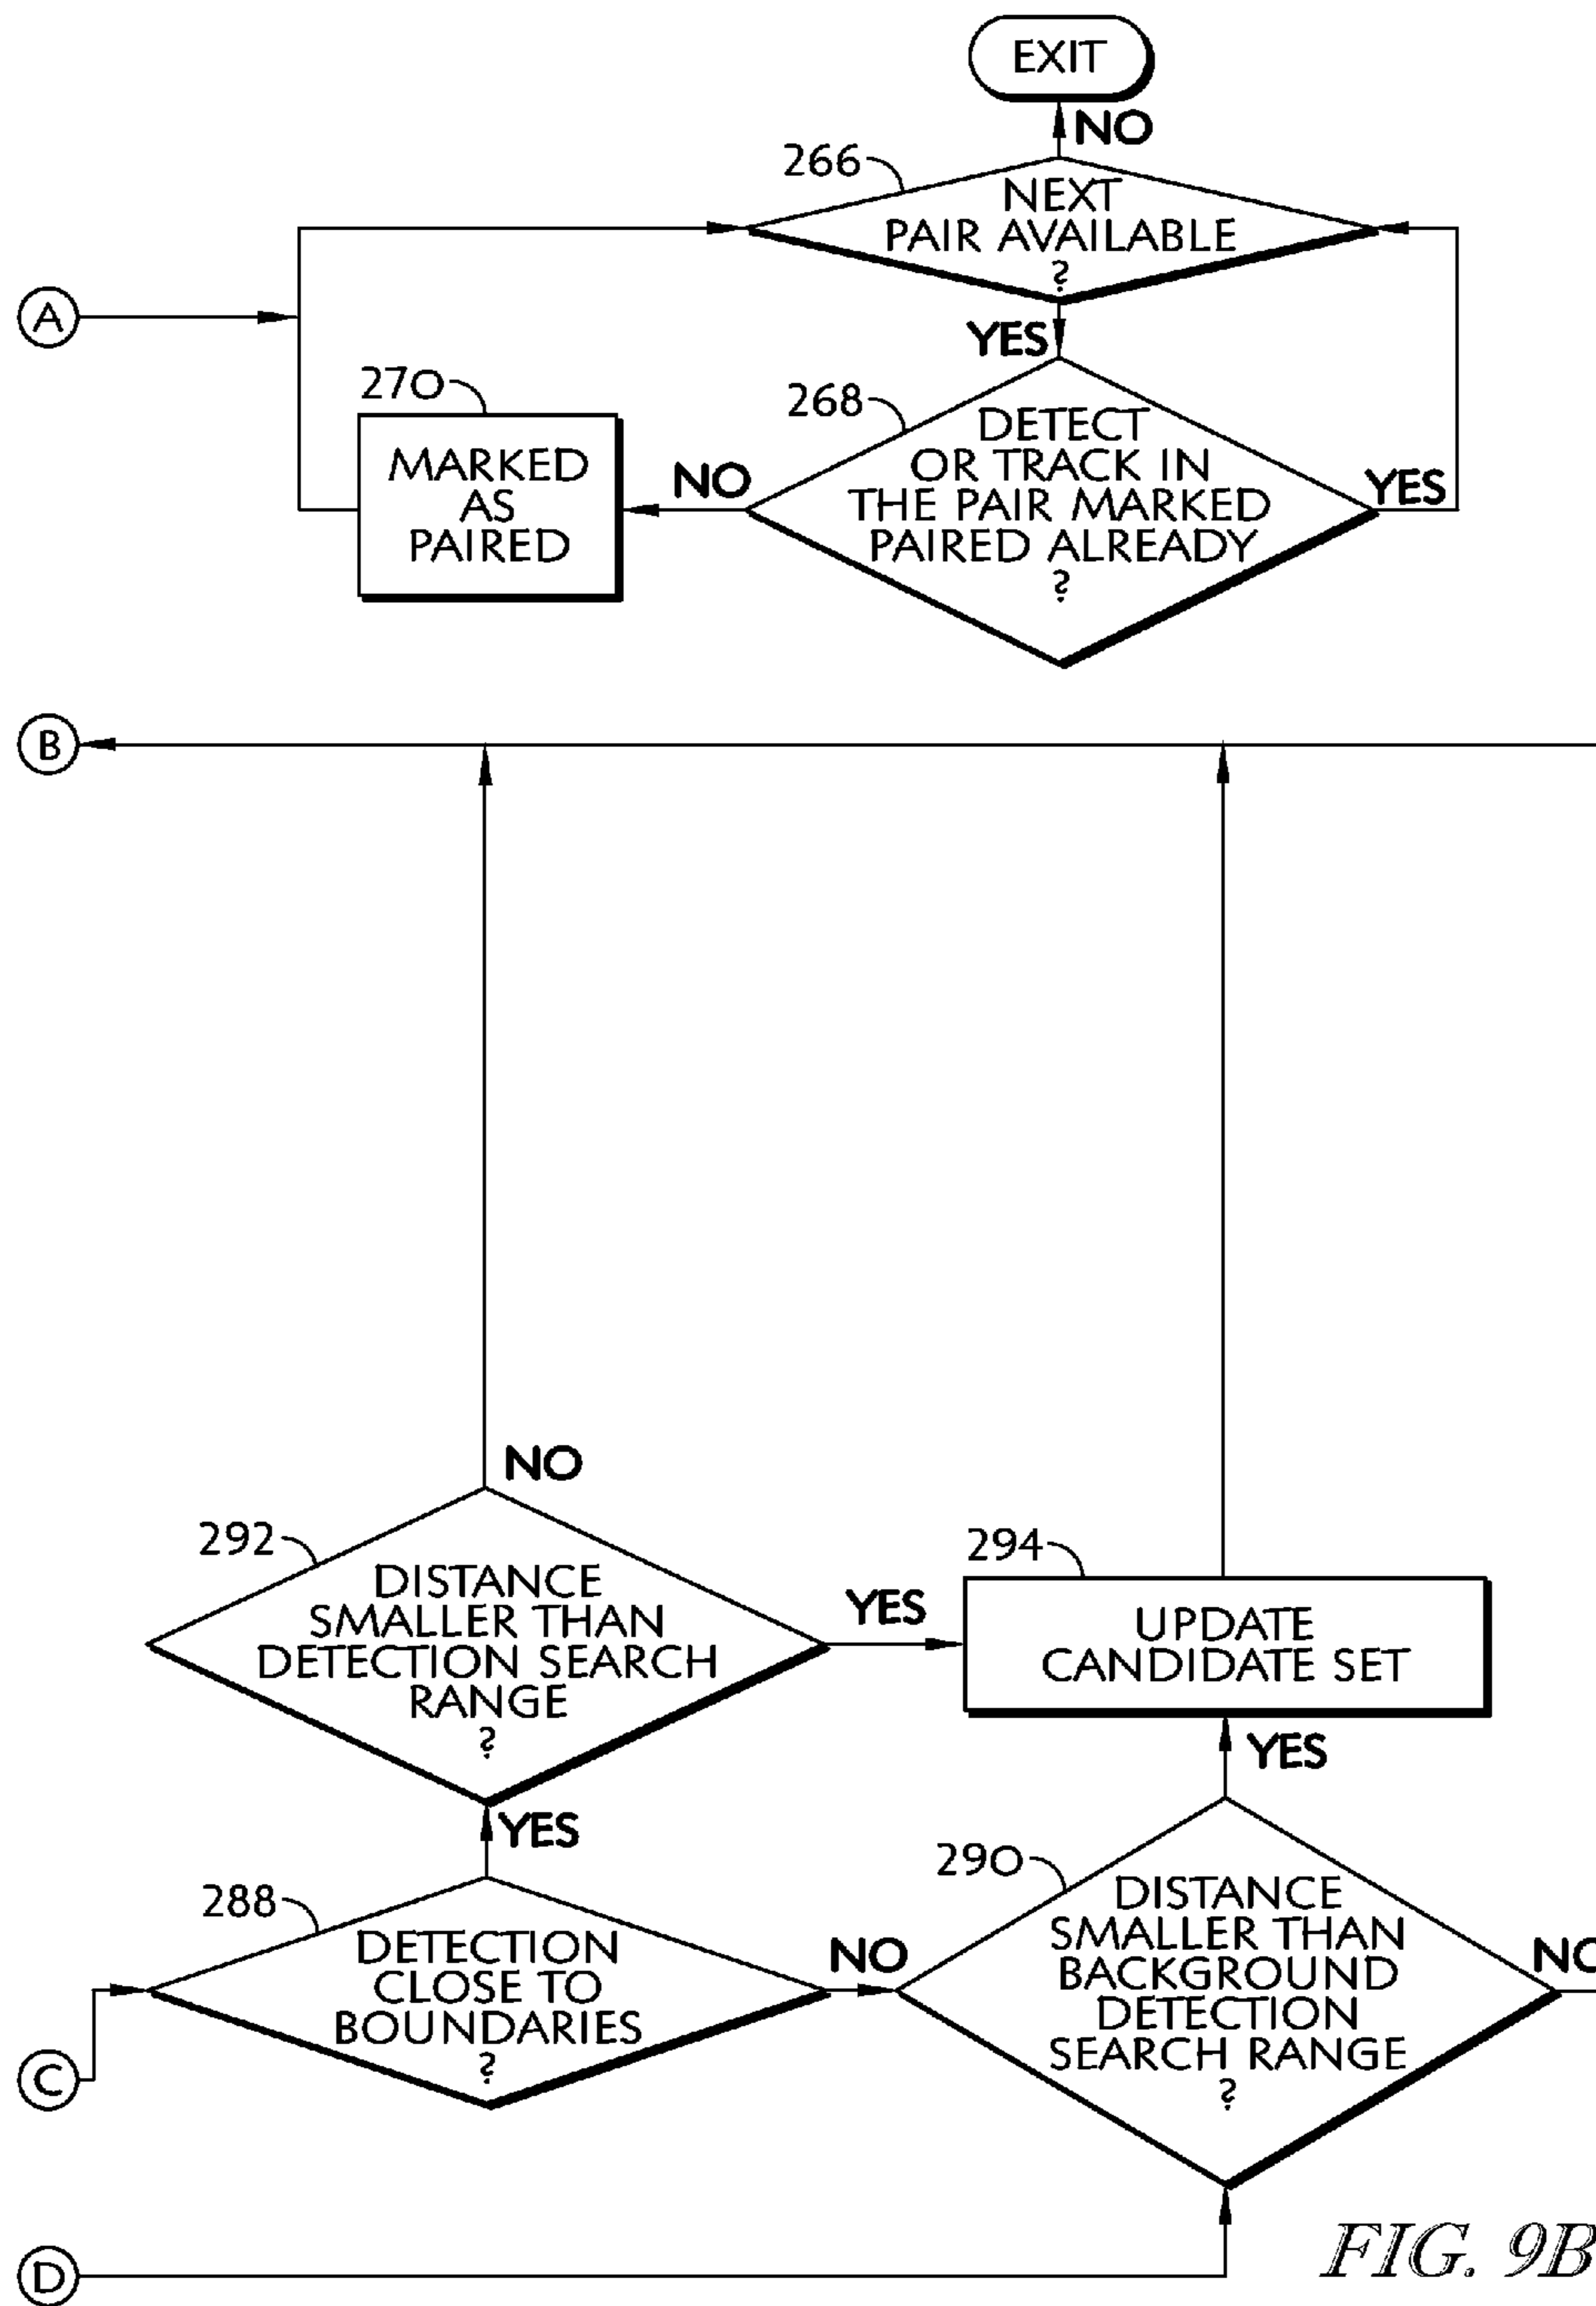 EXIT
NO
266
NEXT
PAIR AVAILABLE
?
A
YES
270
268
DETECT
OR TRACK IN
THE PAIR MARKED
PAIRED ALREADY
?
MARKED
AS
PAIRED
NO
YES
B
NO
292
DISTANCE
SMALLER THAN
DETECTION SEARCH
RANGE
?
YES
294
UPDATE
CANDIDATE SET
YES
YES
288
DETECTION
CLOSE TO
BOUNDARIES
?
NO
290
DISTANCE
SMALLER THAN
BACKGROUND
DETECTION
SEARCH RANGE
?
NO
C
D
FIG. 9B